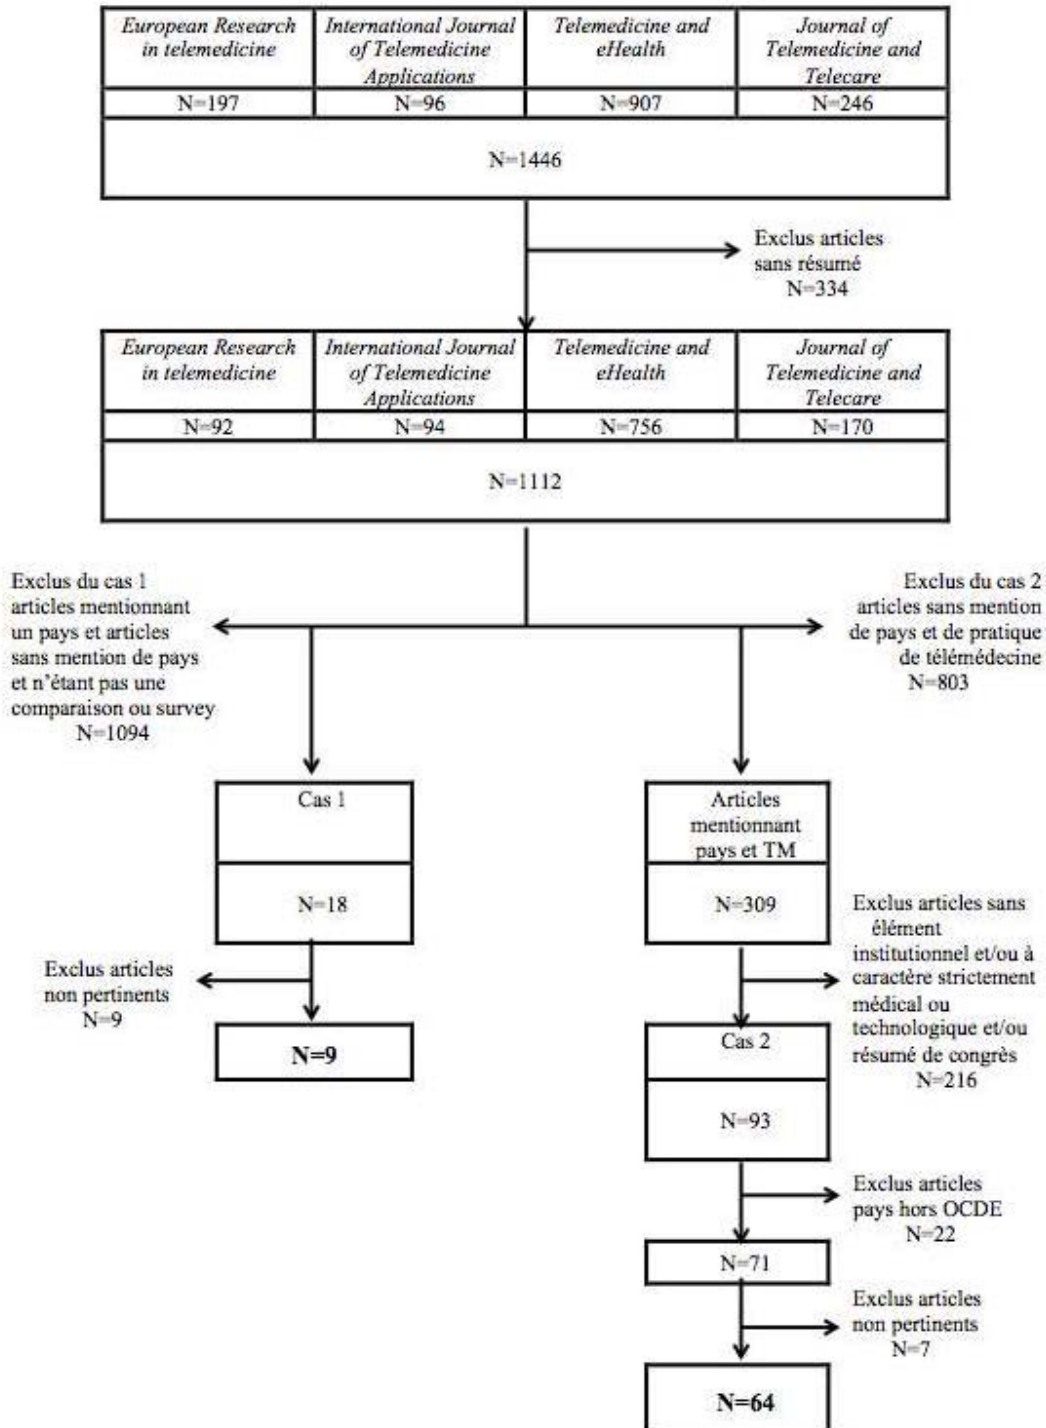 European Research
in telemedicine
International Journal
of Telemedicine
Applications
Telemedicine and
eHealth
Journal of
Telemedicine and
Telecare
N=197
N=96
N=907
N=246
N=1446
Exclus articles
sans résumé
N=334
European Research
in telemedicine
International Journal
of Telemedicine
Applications
Telemedicine and
eHealth
Journal of
Telemedicine and
Telecare
N=92
N=94
N=756
N=170
N=1112
Exclus du cas 1
articles mentionnant
un pays et articles
sans mention de pays
et n'étant pas une
comparaison ou survey
N=1094
Exclus du cas 2
articles sans mention
de pays et de pratique
de télémédecine
N=803
Cas 1
N=18
Exclus articles
non pertinents
N=9
N=9
Articles
mentionnant
pays et TM
N=309
Exclus articles sans
élément
institutionnel et/ou à
caractère strictement
médical ou
technologique et/ou
résumé de congrès
N=216
Cas 2
N=93
Exclus articles
pays hors OCDE
N=22
N=71
Exclus articles
non pertinents
N=7
N=64